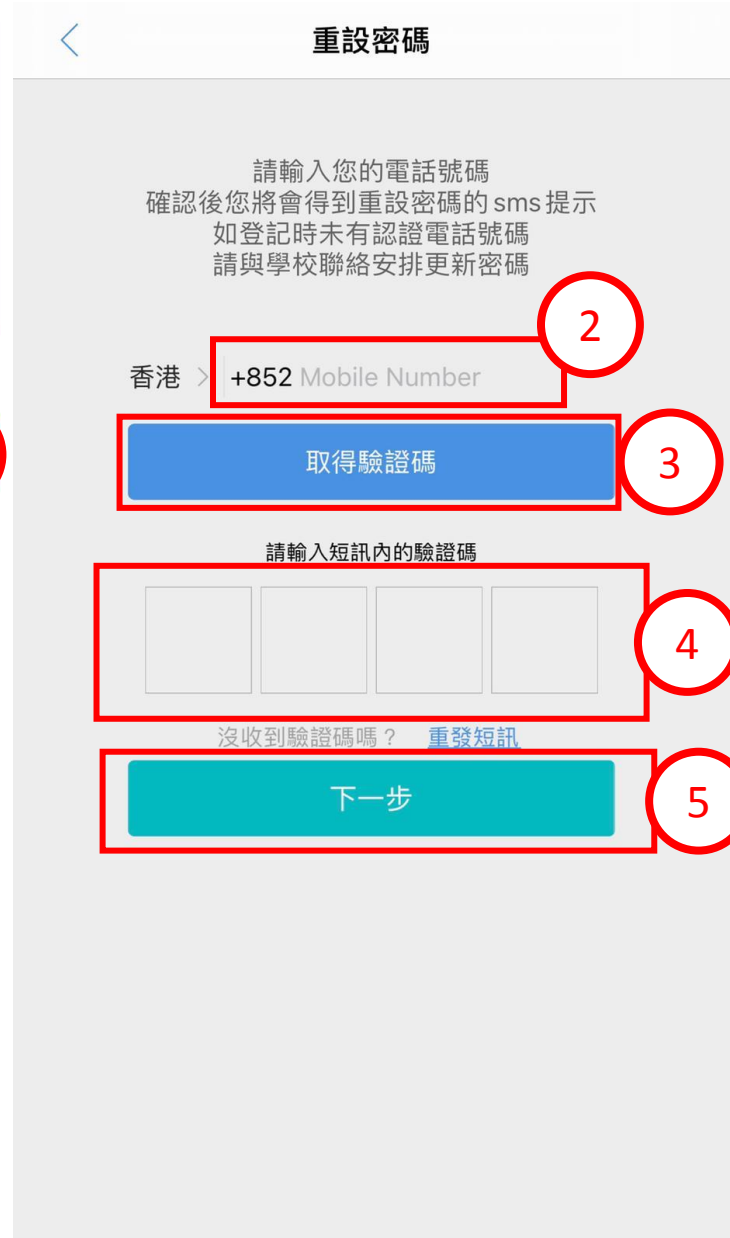 重設密碼
請輸入您的電話號碼
確認後您將會得到重設密碼的 sms 提示
如登記時未有認證電話號碼
請與學校聯絡安排更新密碼
2
香港 > +852 Mobile Number
取得驗證碼
3
請輸入短訊內的驗證碼
4
沒收到驗證碼嗎？ 重發短訊
下一步
5